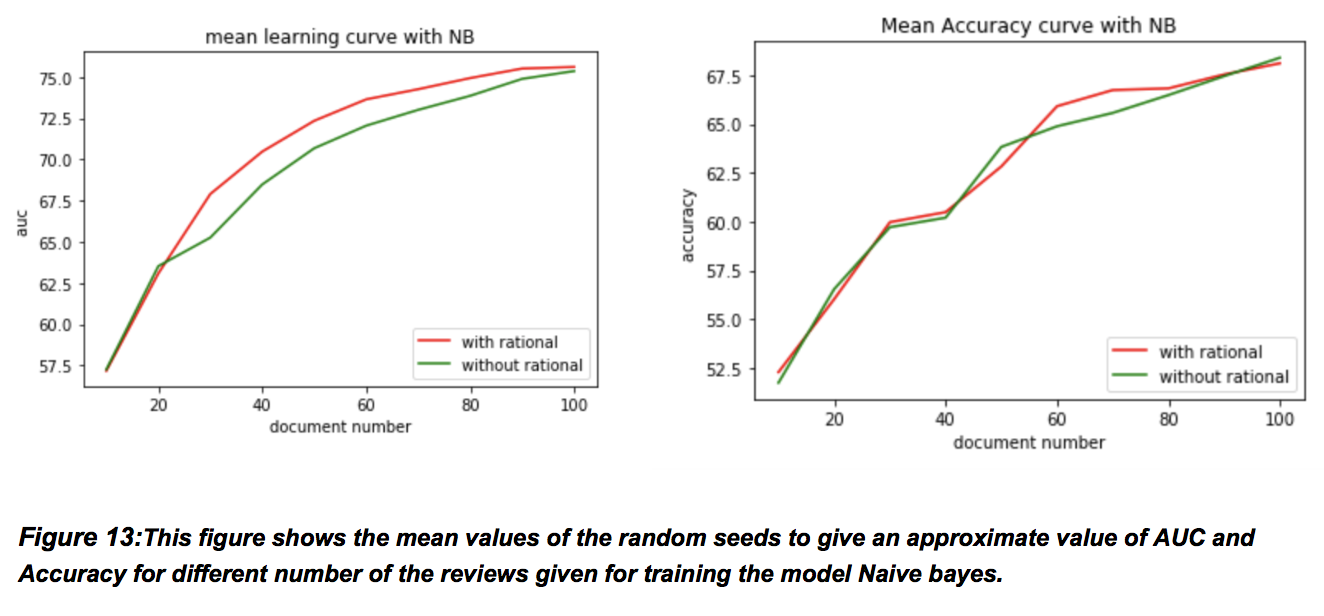 mean learning curve with NB
75.0
72.5
70.0
67.5
65.0
62.5
60.0
57.5
auc
20 40 60 80 100
document number
with rational
without rational
Mean Accuracy curve with NB
67.5
65.0
62.5
60.0
57.5
55.0
52.5
accuracy
20 40 60 80 100
document number
with rational
without rational
Figure 13:This figure shows the mean values of the random seeds to give an approximate value of AUC and
Accuracy for different number of the reviews given for training the model Naive bayes.